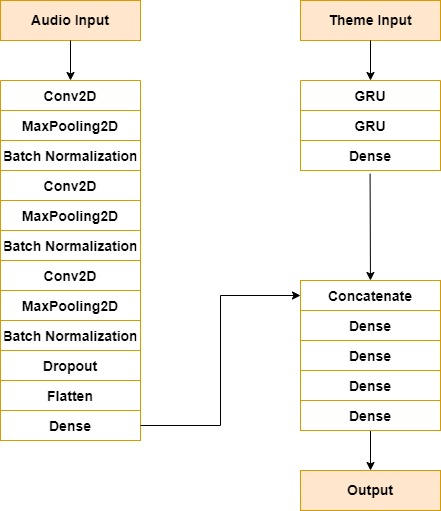 Audio Input
Conv2D
MaxPooling2D
Batch Normalization
Conv2D
MaxPooling2D
Batch Normalization
Conv2D
MaxPooling2D
Batch Normalization
Dropout
Flatten
Dense
Theme Input
GRU
GRU
Dense
Concatenate
Dense
Dense
Dense
Dense
Output